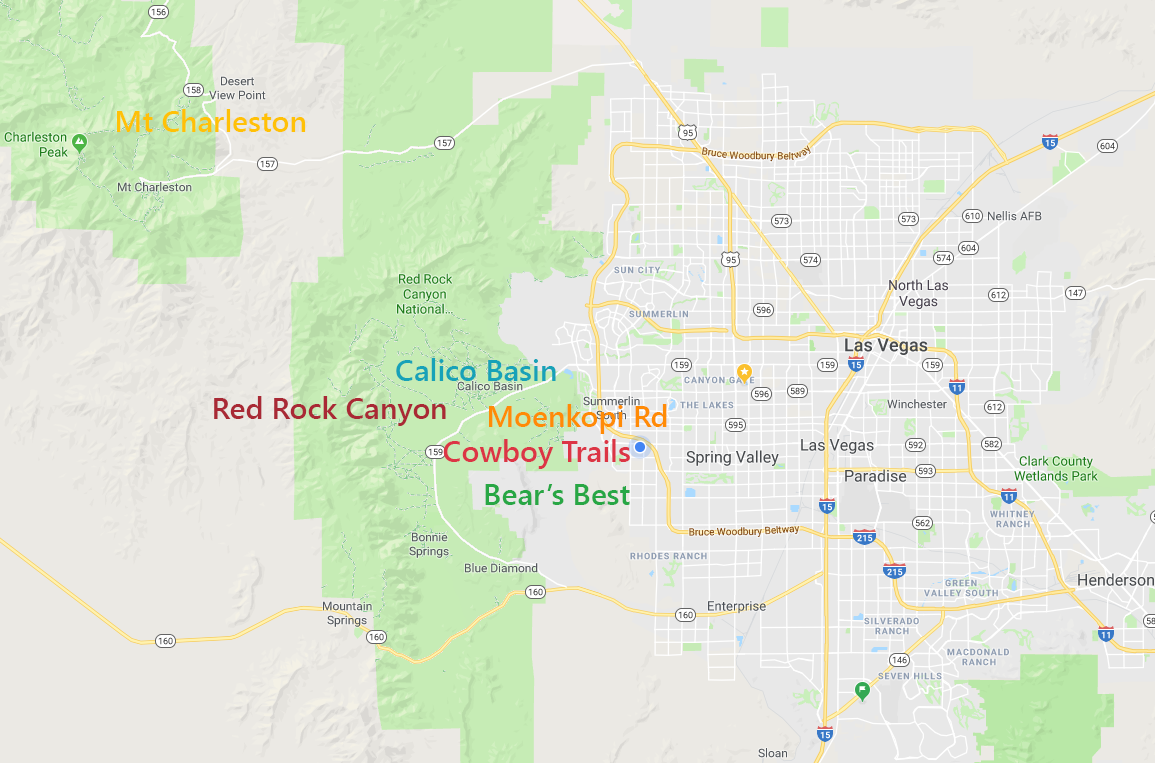 156
158
Desert
View Point
Mt Charleston
Charleston
Peak
157
157
Mt Charleston
95
Bruce Woodbury Beltway
15
604
573
573
610
Nellis AFB
604
95
574
574
SUN CITY
Red Rock
Canyon
National...
North Las
Vegas
612
147
596
SUMMERLIN
Las Vegas
159
159
15
159
Calico Basin
Calico Basin
CANYON GATE
596
589
11
Red Rock Canyon
Summerlin
South
THE LAKES
Winchester
612
Moenkopi Rd
595
159
Cowboy Trails
Las Vegas
592
582
Spring Valley
Clark County
Wetlands Park
Paradise
593
Bear's Best
15
11
WHITNEY
RANCH
562
Bonnie
Springs
Bruce Woodbury Beltway
215
RHODES RANCH
Blue Diamond
215
Henderson
GREEN
VALLEY SOUTH
160
Mountain
Springs
160
Enterprise
160
160
SILVERADO
RANCH
11
146
MACDONALD
RANCH
SEVEN HILLS
15
Sloan